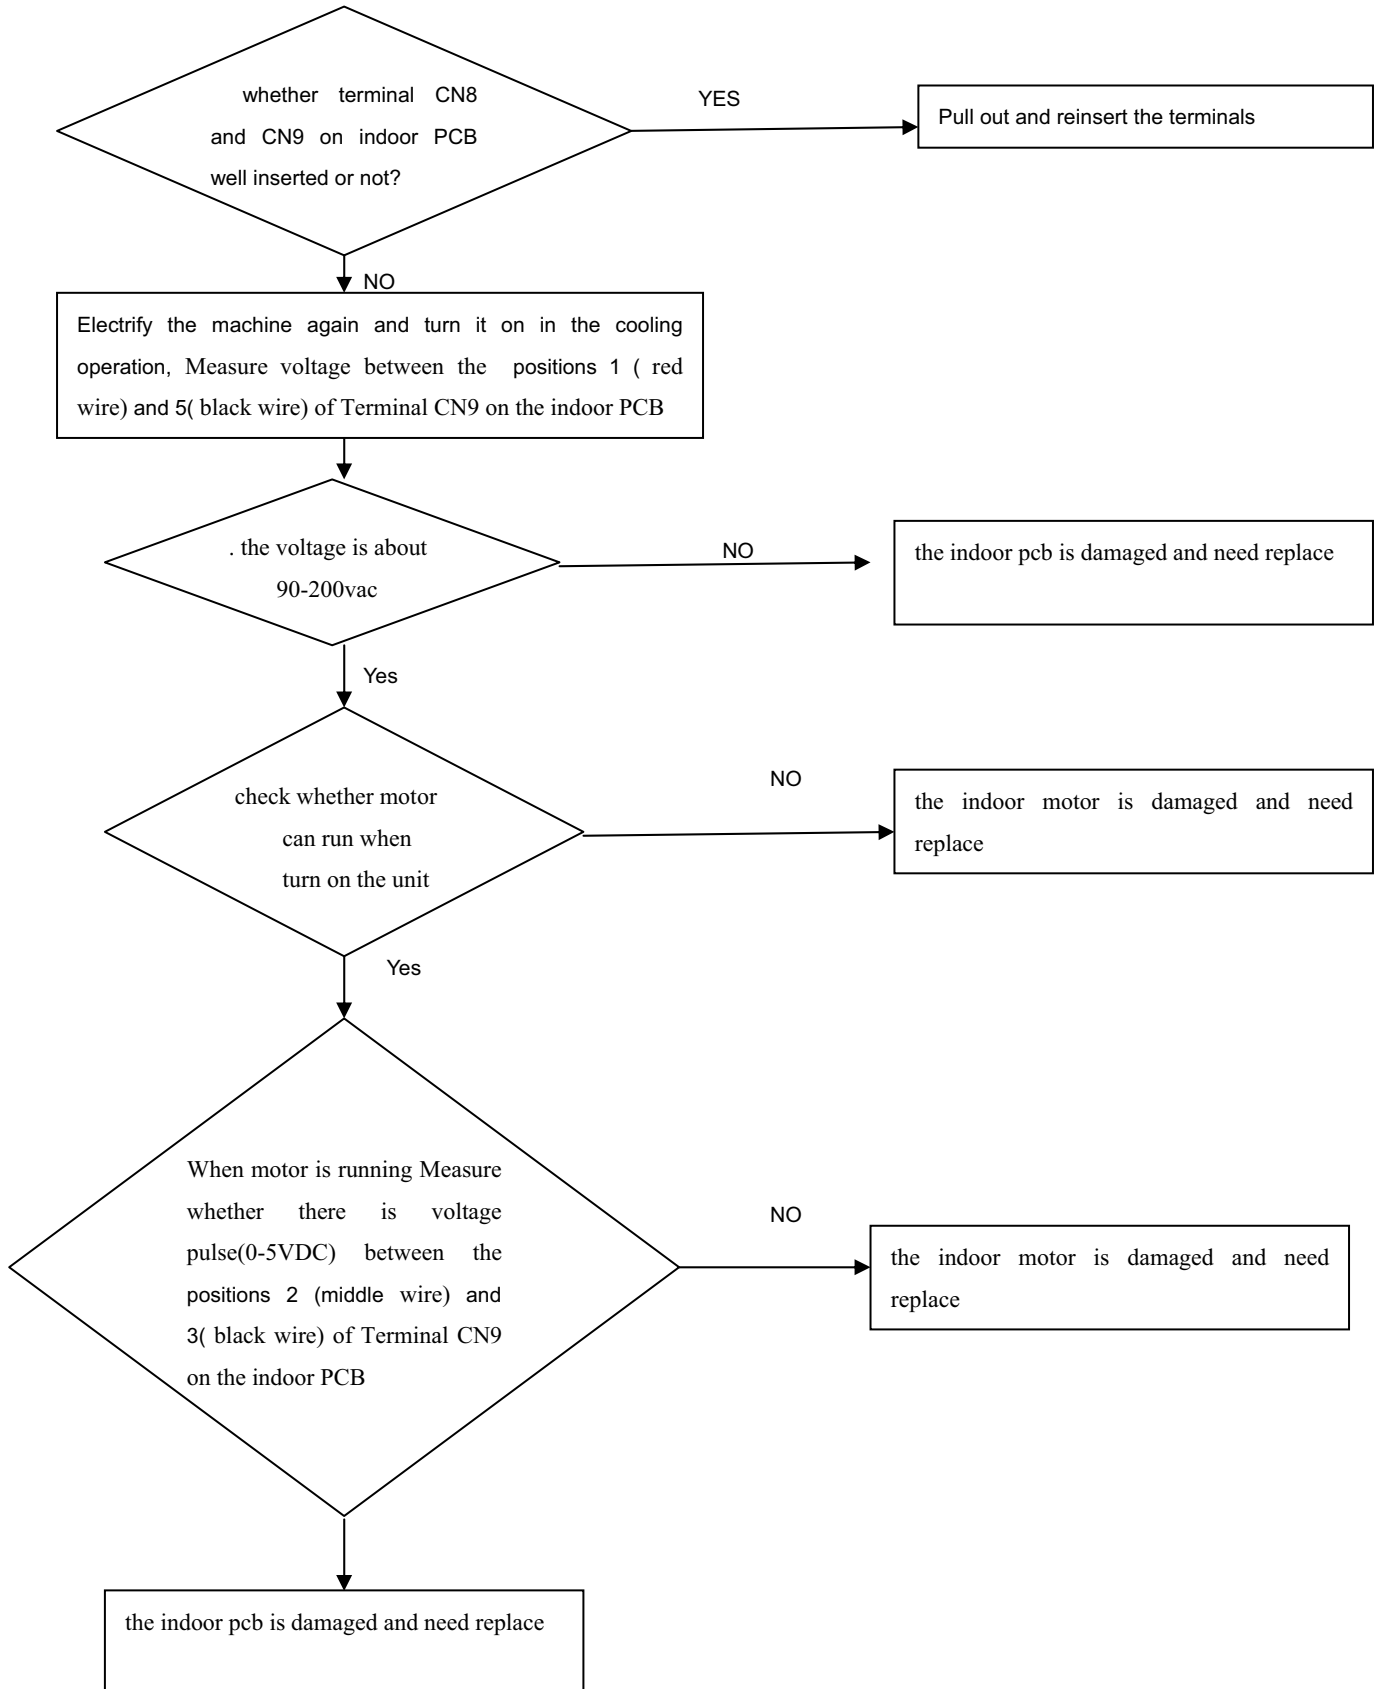 whether terminal CN8
and CN9 on indoor PCB
well inserted or not?
YES
Pull out and reinsert the terminals
NO
Electrify the machine again and turn it on in the cooling
operation, Measure voltage between the positions 1 ( red
wire) and 5( black wire) of Terminal CN9 on the indoor PCB
. the voltage is about
90-200vac
NO
the indoor pcb is damaged and need replace
Yes
check whether motor
can run when
turn on the unit
NO
the indoor motor is damaged and need
replace
Yes
When motor is running Measure
whether there is voltage
pulse(0-5VDC) between the
positions 2 (middle wire) and
3( black wire) of Terminal CN9
on the indoor PCB
NO
the indoor motor is damaged and need
replace
the indoor pcb is damaged and need replace